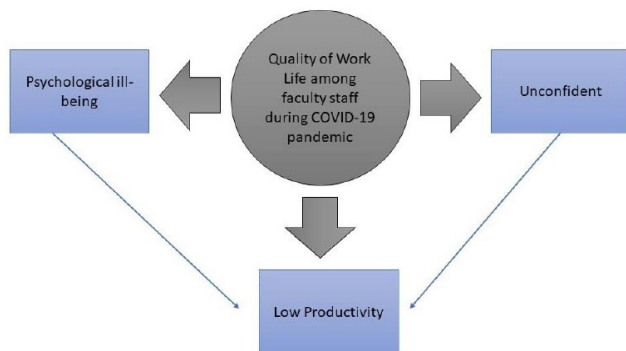 Quality of Work
Life among
faculty staff
during COVID-19
pandemic
Psychological ill-
being
Unconfident
Low Productivity